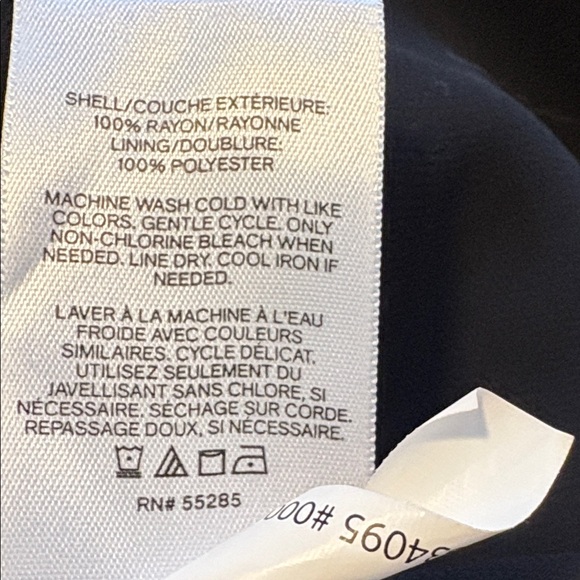 SHELL/COUCHE EXTÉRIEURE:
100% RAYON/RAYONNE
LINING/DOUBLURE:
100% POLYESTER
MACHINE WASH COLD WITH LIKE
COLORS. GENTLE CYCLE. ONLY
NON-CHLORINE BLEACH WHEN
NEEDED. LINE DRY. COOL IRON IF
NEEDED.
LAVER À LA MACHINE À L'EAU
FROIDE AVEC COULEURS
SIMILAIRES. CYCLE DÉLICAT.
UTILISEZ SEULEMENT DU
JAVELLISANT SANS CHLORE, SI
NÉCESSAIRE. SÉCHAGE SUR CORDE.
REPASSAGE DOUX, SI NÉCESSAIRE.
RN# 55285